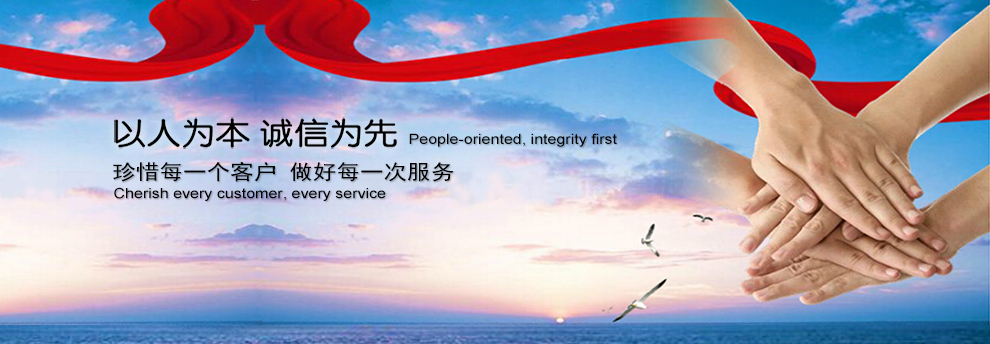 以人为本 诚信为先 People-oriented, integrity first
珍惜每一个客户 做好每一次服务
Cherish every customer, every service